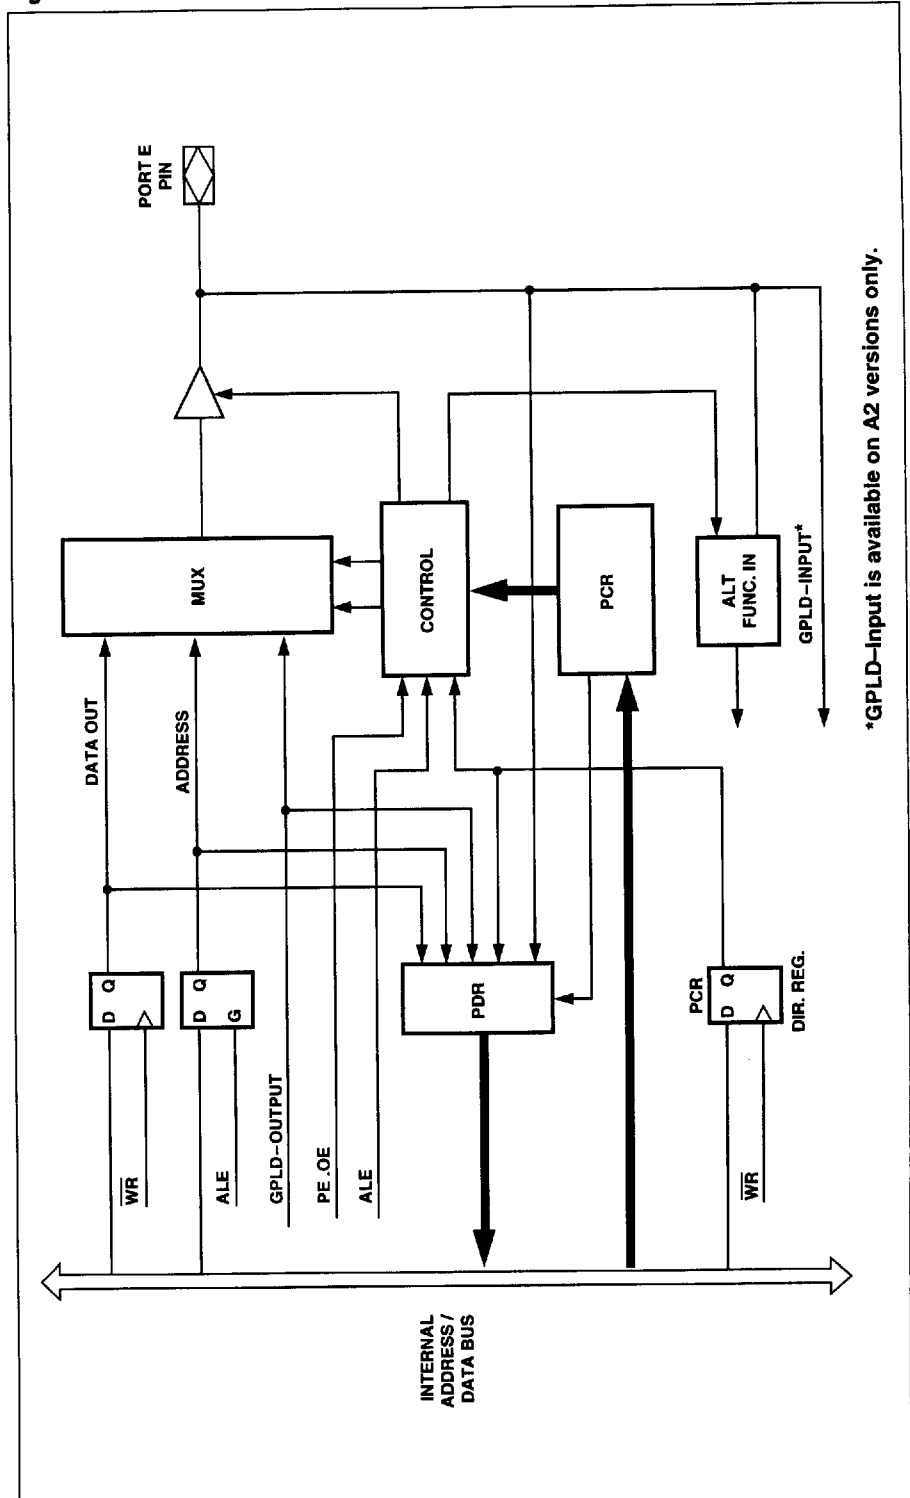 PORT E
PIN
DATA OUT
MUX
ADDRESS
D Q
WR
D Q
G
ALE
GPLD–OUTPUT
PE .OE
ALE
CONTROL
PDR
PCR
INTERNAL
ADDRESS /
DATA BUS
ALT
FUNC. IN
PCR
D Q
DIR. REG.
WR
GPLD–INPUT*
*GPLD–Input is available on A2 versions only.